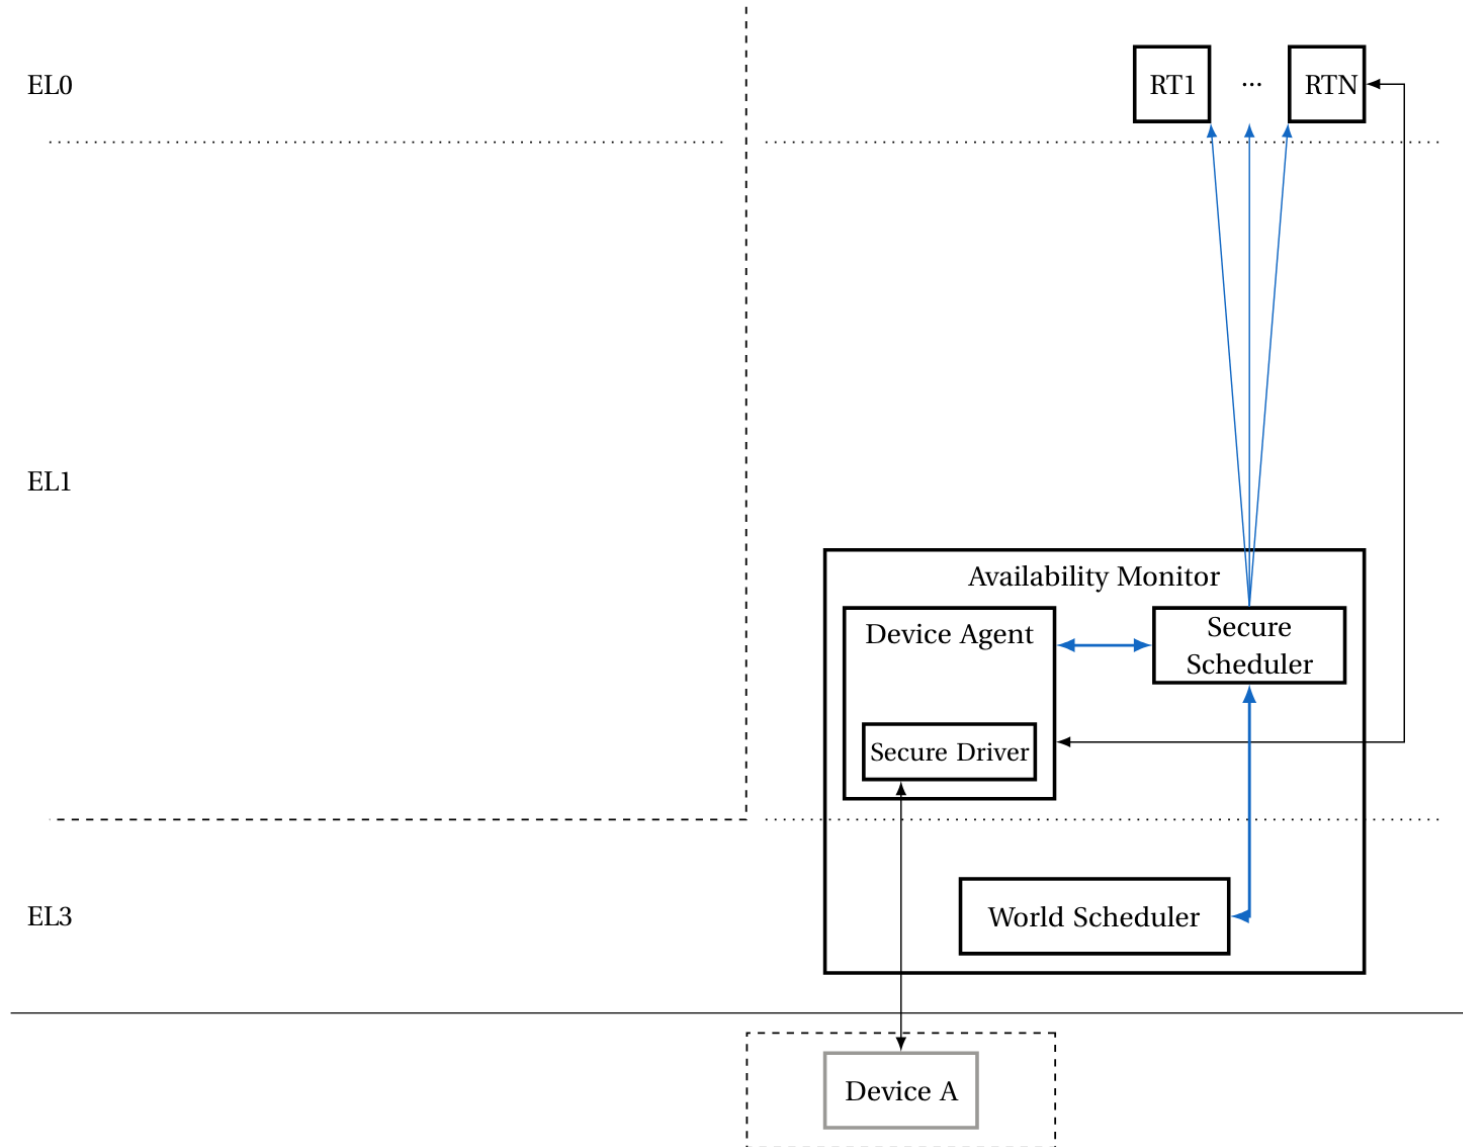 EL0
RT1 ... RTN
EL1
Availability Monitor
Device Agent
Secure
Scheduler
Secure Driver
EL3
World Scheduler
Device A